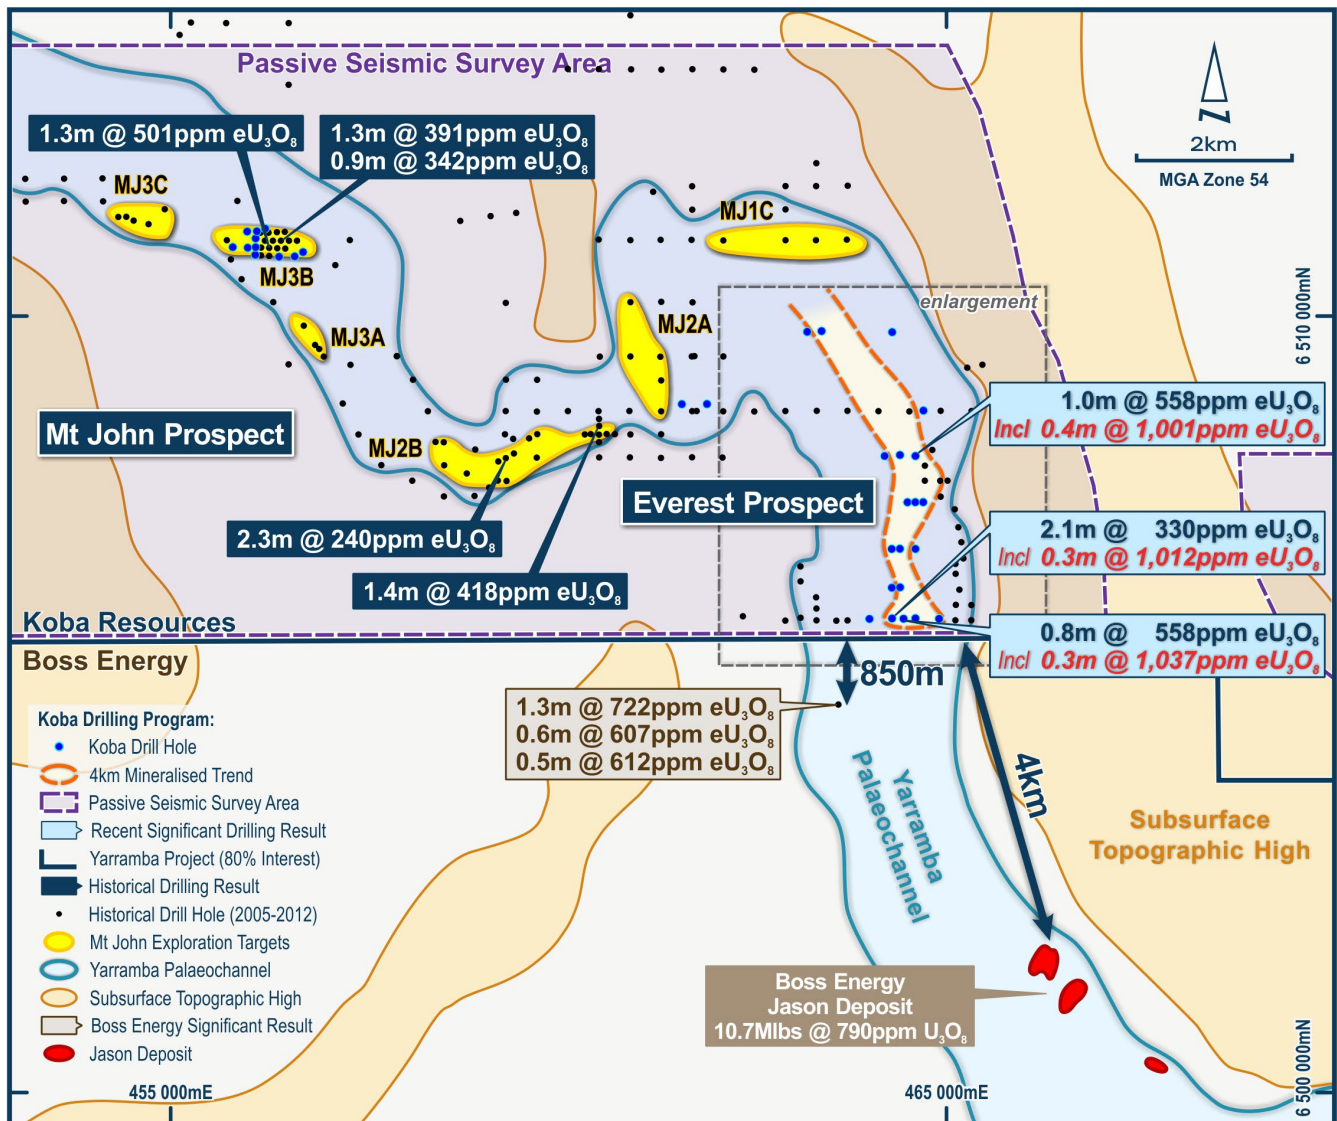 Passive Seismic Survey Area
1.3m @ 501ppm eU₃O₈
1.3m @ 391ppm eU₃O₈
0.9m @ 342ppm eU₃O₈
N
2km
MGA Zone 54
MJ3C
MJ1C
MJ3B
enlargement
6 510 000mN
MJ3A
MJ2A
1.0m @ 558ppm eU₃O₈
Incl 0.4m @ 1,001ppm eU₃O₈
Mt John Prospect
MJ2B
Everest Prospect
2.3m @ 240ppm eU₃O₈
2.1m @ 330ppm eU₃O₈
Incl 0.3m @ 1,012ppm eU₃O₈
1.4m @ 418ppm eU₃O₈
Koba Resources
0.8m @ 558ppm eU₃O₈
Incl 0.3m @ 1,037ppm eU₃O₈
Boss Energy
850m
1.3m @ 722ppm eU₃O₈
0.6m @ 607ppm eU₃O₈
0.5m @ 612ppm eU₃O₈
4km
Yarramba
Palaeochannel
Subsurface
Topographic High
Koba Drilling Program:
Koba Drill Hole
4km Mineralised Trend
Passive Seismic Survey Area
Recent Significant Drilling Result
Yarramba Project (80% Interest)
Historical Drilling Result
Historical Drill Hole (2005-2012)
Mt John Exploration Targets
Yarramba Palaeochannel
Subsurface Topographic High
Boss Energy Significant Result
Jason Deposit
Boss Energy
Jason Deposit
10.7Mlbs @ 790ppm U₃O₈
455 000mE
465 000mE
6 500 000mN